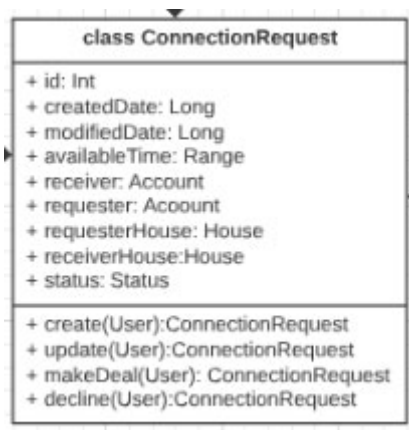 class ConnectionRequest
+ id: Int
+ createdDate: Long
+ modifiedDate: Long
+ availableTime: Range
+ receiver: Account
+ requester: Acoount
+ requesterHouse: House
+ receiverHouse:House
+ status: Status
+ create(User):ConnectionRequest
+ update(User):ConnectionRequest
+ makeDeal(User): ConnectionRequest
+ decline(User):ConnectionRequest